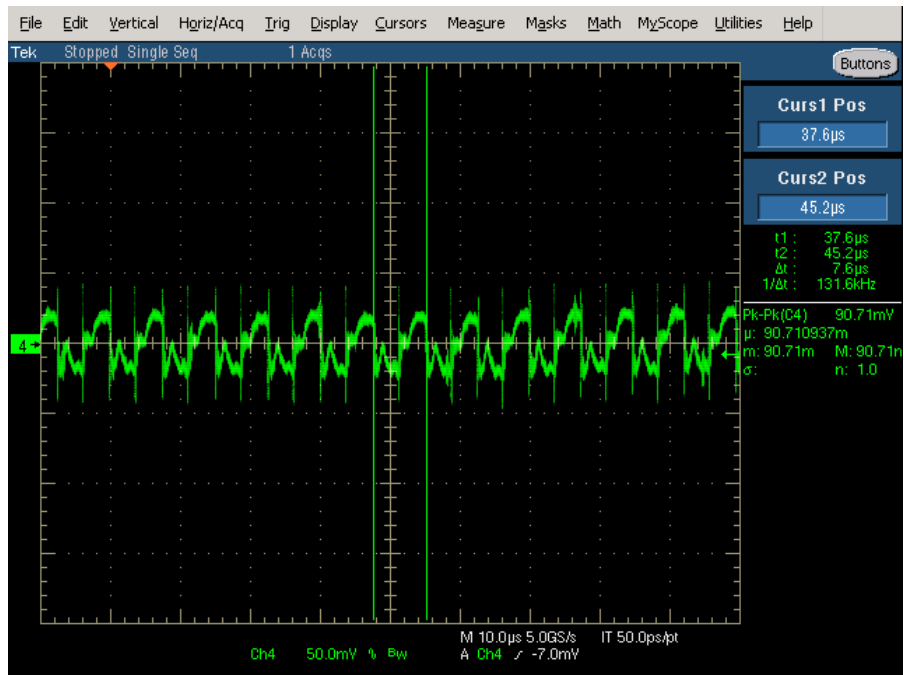 File Edit Vertical Horiz/Acq Trig Display Cursors Measure Masks Math MyScope Utilities Help
Tek Stopped Single Seq 1 Acqs
Buttons
Curs1 Pos
37.6µs
Curs2 Pos
45.2µs
t1 : 37.6µs
t2 : 45.2µs
Δt : 7.6µs
1/Δt : 131.6kHz
Pk-Pk(C4) 90.71mV
µ: 90.710937m
m: 90.71m M: 90.71
σ: n: 1.0
4
M 10.0µs 5.0GS/s IT 50.0ps/pt
Ch4 50.0mV Bw A Ch4 -7.0mV